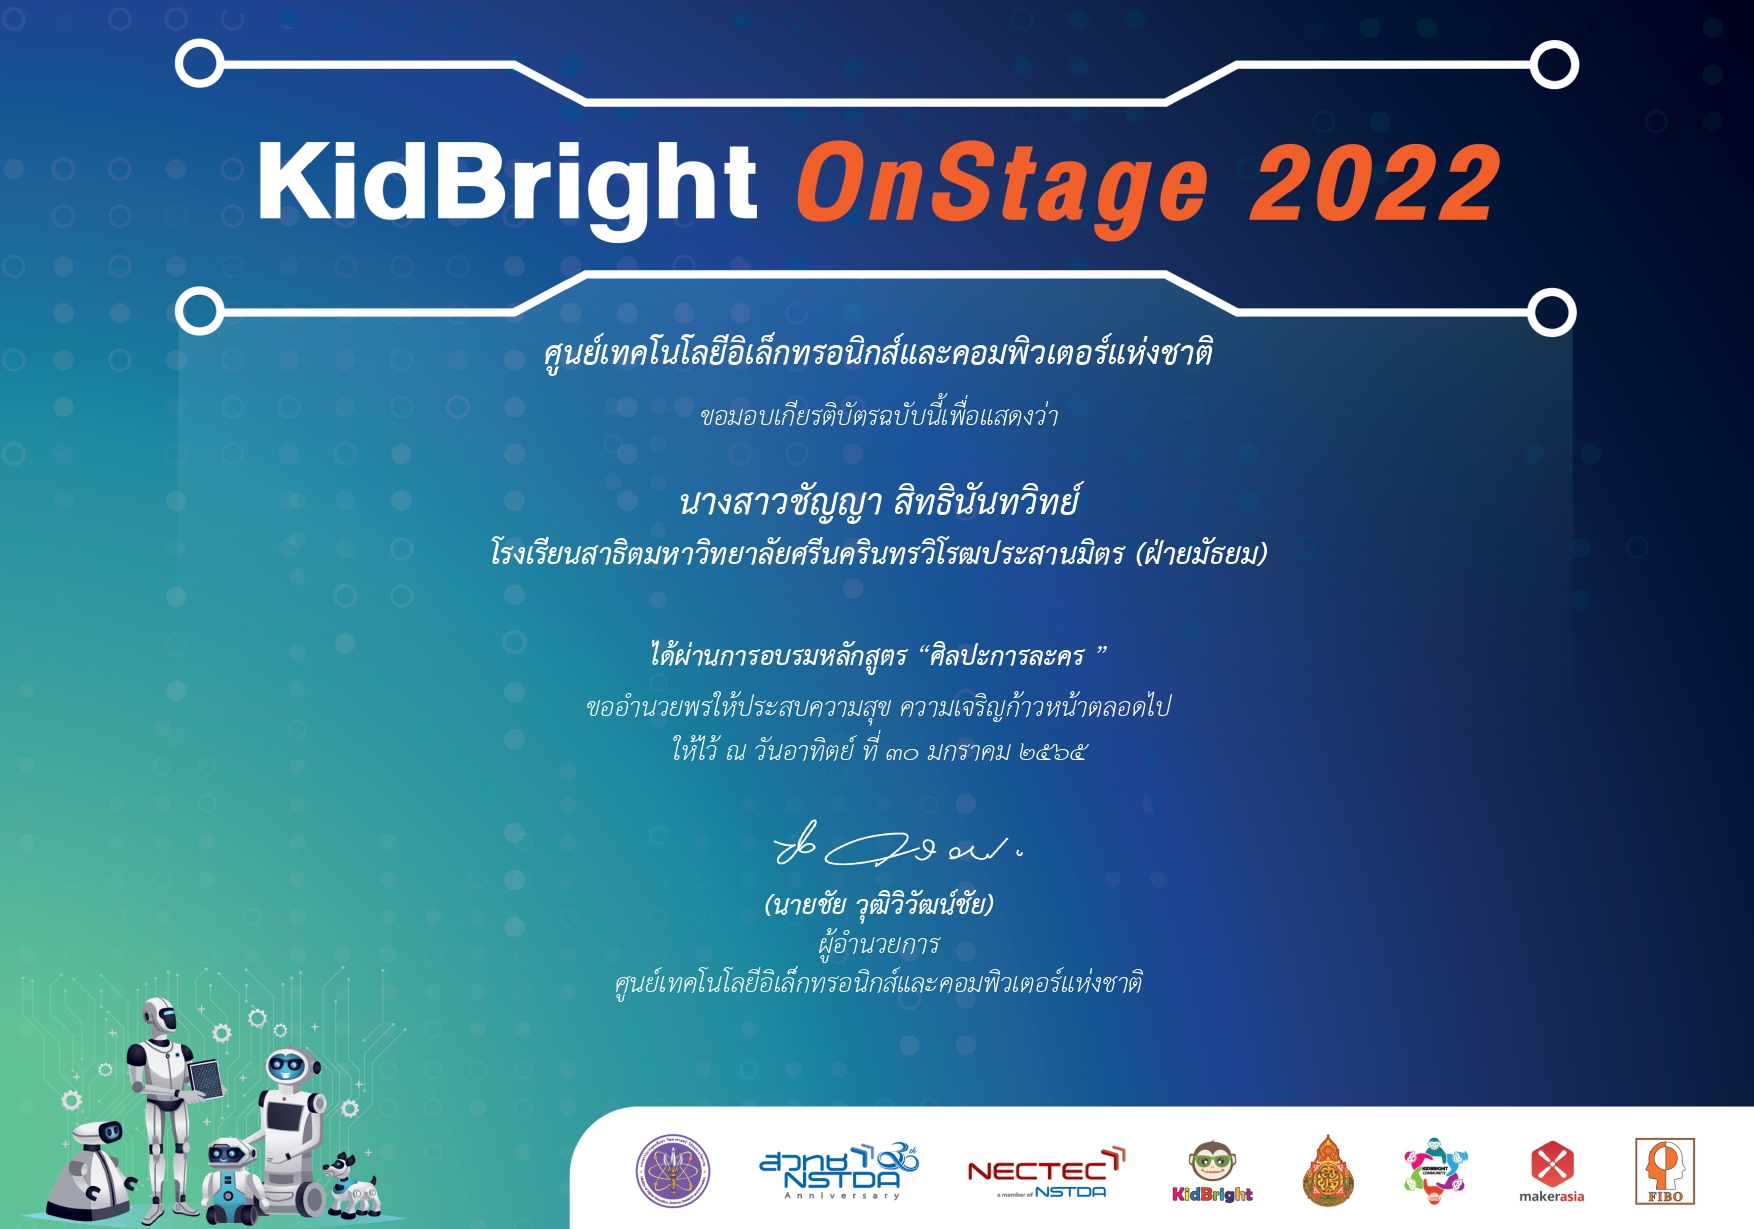 KidBright OnStage 2022
ศูนย์เทคโนโลยีอิเล็กทรอนิกส์และคอมพิวเตอร์แห่งชาติ
ขอมอบเกียรติบัตรฉบับนี้เพื่อแสดงว่า
นางสาวชัญญา สิทธินันทวิทย์
โรงเรียนสาธิตมหาวิทยาลัยศรีนครินทรวิโรฒประสานมิตร (ฝ่ายมัธยม)
ได้ผ่านการอบรมหลักสูตร “ศิลปะการละคร ”
ขออำนวยพรให้ประสบความสุข ความเจริญก้าวหน้าตลอดไป
ให้ไว้ ณ วันอาทิตย์ ที่ ๓๐ มกราคม ๒๕๖๕
(นายชัย วุฒิวิวัฒน์ชัย)
ผู้อำนวยการ
ศูนย์เทคโนโลยีอิเล็กทรอนิกส์และคอมพิวเตอร์แห่งชาติ
สวทช 30th
NSTDA
Anniversary
NECTEC
a member of NSTDA
KidBright
KIDBRIGHT
COMMUNITY
makerasia
FIBO